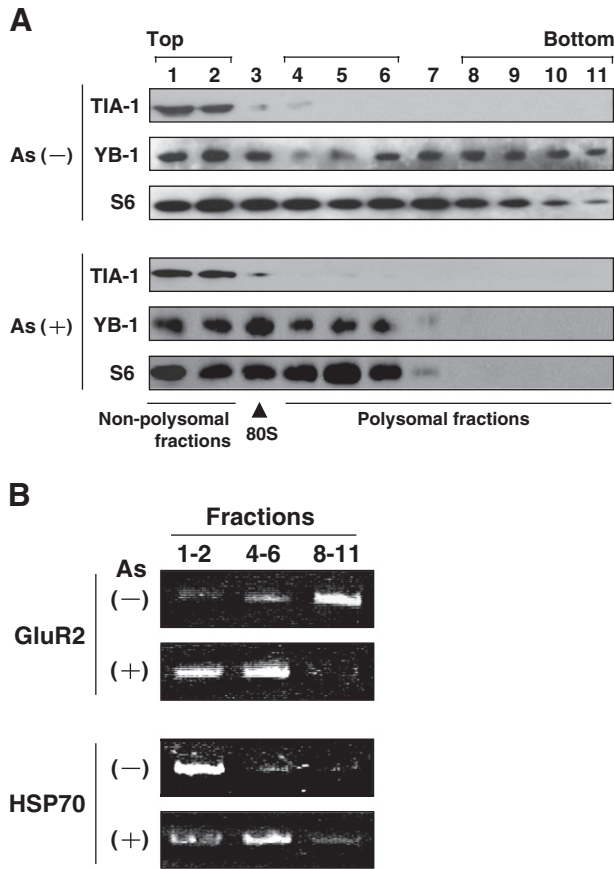 A
Top Bottom
1 2 3 4 5 6 7 8 9 10 11
As (−)
TIA-1
YB-1
S6
As (+)
TIA-1
YB-1
S6
Non-polysomal
fractions
80S
Polysomal fractions
B
Fractions
As 1-2 4-6 8-11
GluR2
(−)
(+)
HSP70
(−)
(+)